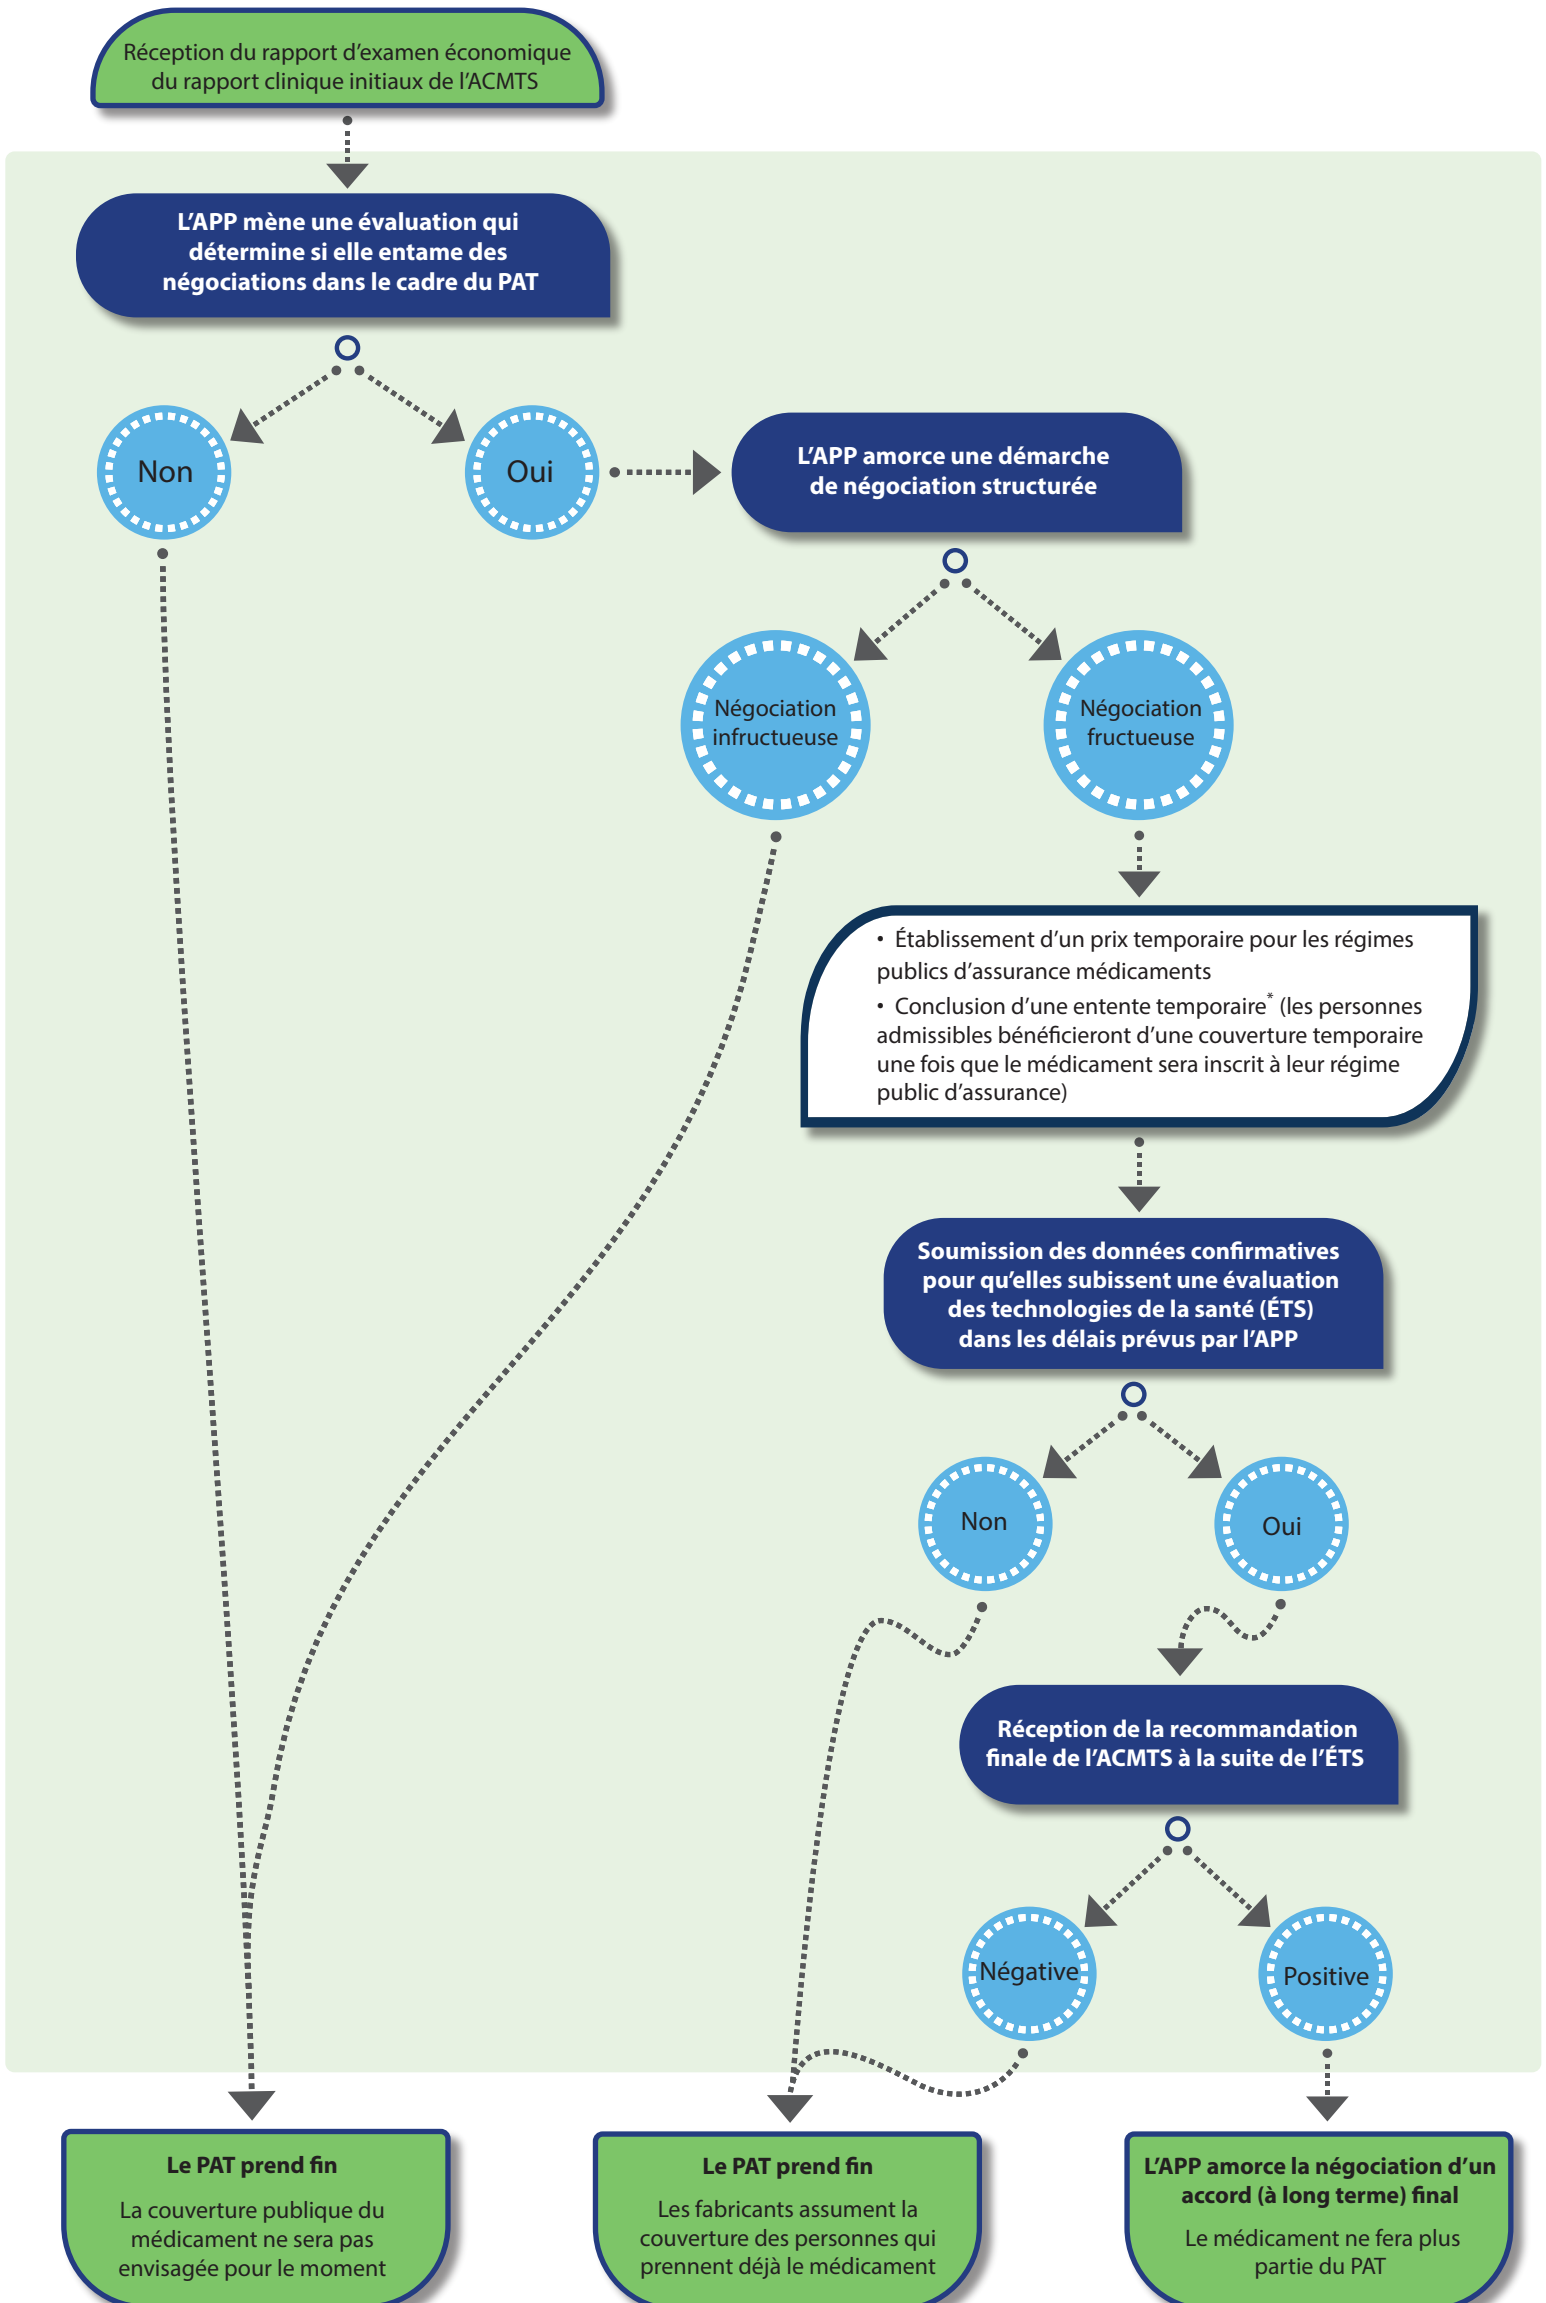 Réception du rapport d’examen économique
du rapport clinique initiaux de l’ACMTS
L’APP mène une évaluation qui
détermine si elle entame des
négociations dans le cadre du PAT
Non
Oui
L’APP amorce une démarche
de négociation structurée
Négociation
infructueuse
Négociation
fructueuse
• Établissement d’un prix temporaire pour les régimes
publics d’assurance médicaments
• Conclusion d’une entente temporaire* (les personnes
admissibles bénéficieront d’une couverture temporaire
une fois que le médicament sera inscrit à leur régime
public d’assurance)
Soumission des données confirmatives
pour qu’elles subissent une évaluation
des technologies de la santé (ÉTS)
dans les délais prévus par l’APP
Non
Oui
Réception de la recommandation
finale de l’ACMTS à la suite de l’ÉTS
Négative
Positive
Le PAT prend fin
La couverture publique du
médicament ne sera pas
envisagée pour le moment
Le PAT prend fin
Les fabricants assument la
couverture des personnes qui
prennent déjà le médicament
L’APP amorce la négociation d’un
accord (à long terme) final
Le médicament ne fera plus
partie du PAT